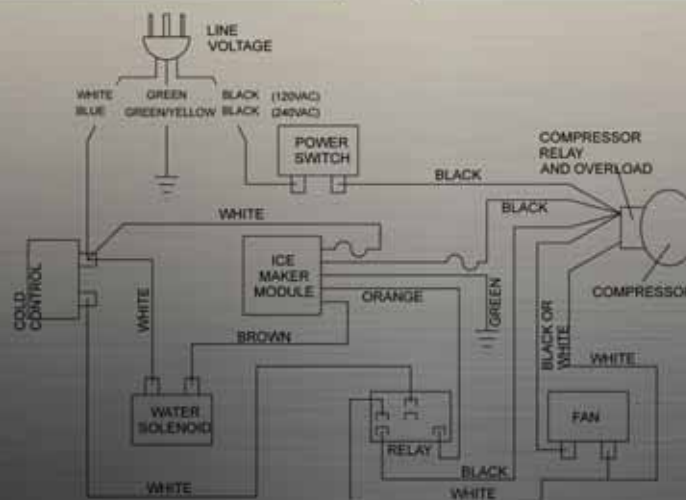 LINE
VOLTAGE
WHITE GREEN BLACK (120VAC)
BLUE GREEN/YELLOW BLACK (240VAC)
POWER
SWITCH
COMPRESSOR
RELAY
AND OVERLOAD
BLACK
WHITE
BLACK
ICE
MAKER
MODULE
COLD
CONTROL
WHITE
ORANGE
GREEN
COMPRESSOR
BROWN
BLACK OR
WHITE
WHITE
WATER
SOLENOID
RELAY
FAN
BLACK
WHITE
WHITE